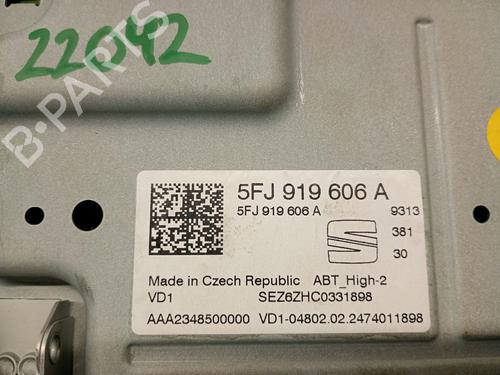 22042
B-PARTS
5FJ 919 606 A
5FJ 919 606 A 9313
381
30
Made in Czech Republic ABT_High-2
VD1 SEZ6ZHC0331898
AAA2348500000 VD1-04802.02.2474011898